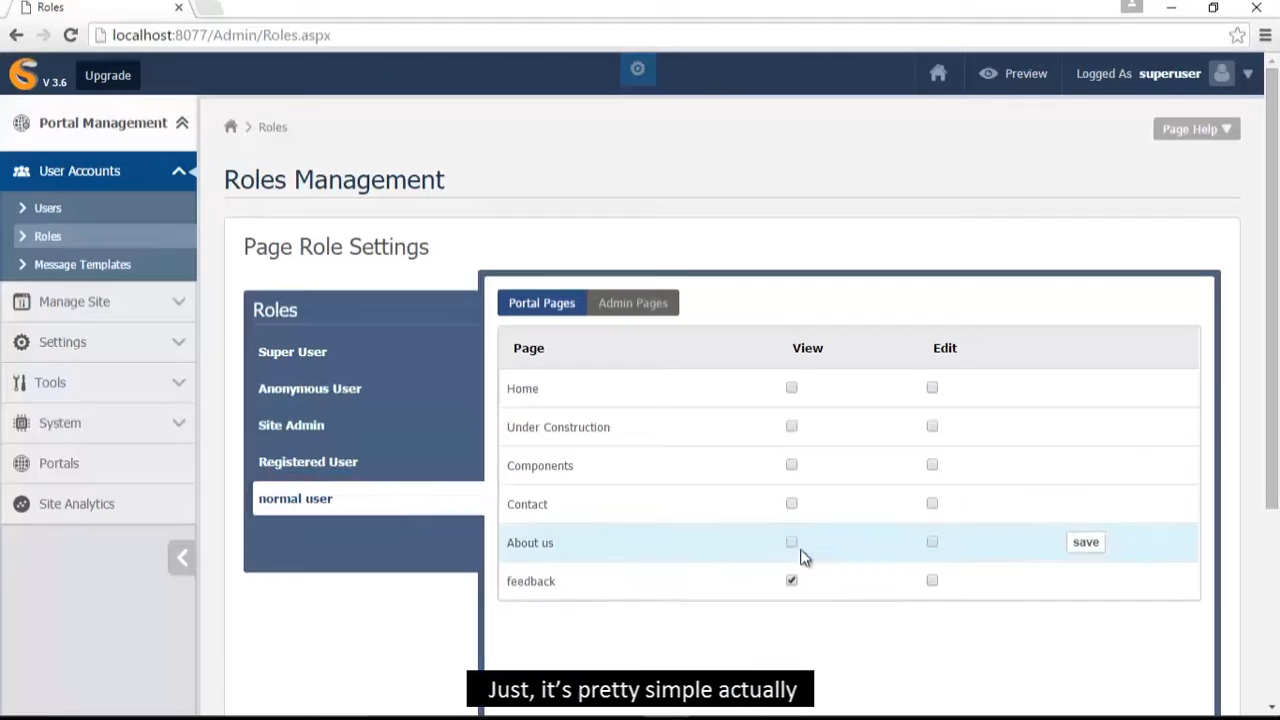 Roles
localhost:8077/Admin/Roles.aspx
V 3.6
Upgrade
Preview
Logged As superuser
Portal Management
Roles
Page Help
User Accounts
Users
Roles
Message Templates
Manage Site
Settings
Tools
System
Portals
Site Analytics
Roles Management
Page Role Settings
Roles
Super User
Anonymous User
Site Admin
Registered User
normal user
Portal Pages
Admin Pages
Page View Edit
Home
Under Construction
Components
Contact
About us
save
feedback
Just, it's pretty simple actually